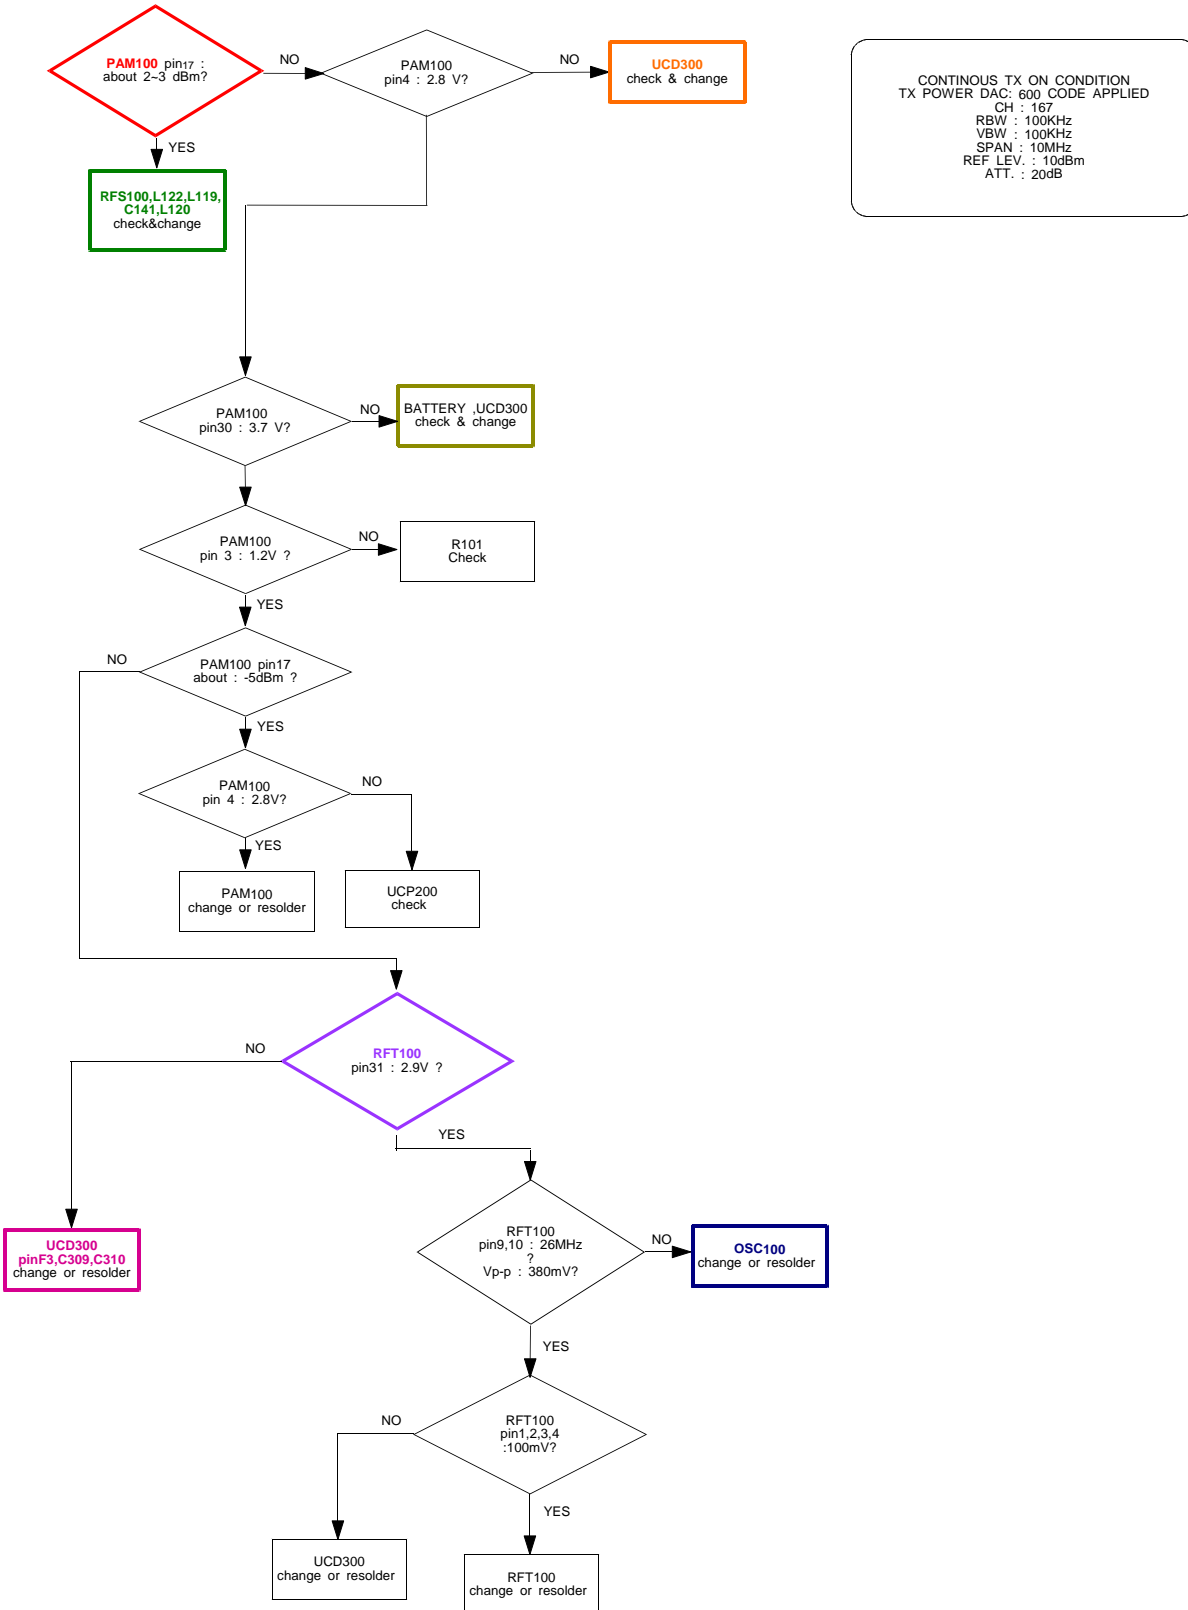 PAM100 pin17 :
about 2~3 dBm?
NO
PAM100
pin4 : 2.8 V?
NO
UCD300
check & change
CONTINOUS TX ON CONDITION
TX POWER DAC: 600 CODE APPLIED
CH : 167
RBW : 100KHz
VBW : 100KHz
SPAN : 10MHz
REF LEV. : 10dBm
ATT. : 20dB
YES
RFS100,L122,L119,
C141,L120
check&change
PAM100
pin30 : 3.7 V?
NO
BATTERY ,UCD300
check & change
PAM100
pin 3 : 1.2V ?
NO
R101
Check
YES
NO
PAM100 pin17
about : -5dBm ?
YES
PAM100
pin 4 : 2.8V?
NO
YES
PAM100
change or resolder
UCP200
check
RFT100
pin31 : 2.9V ?
NO
YES
UCD300
pinF3,C309,C310
change or resolder
RFT100
pin9,10 : 26MHz
?
Vp-p : 380mV?
NO
OSC100
change or resolder
YES
RFT100
pin1,2,3,4
:100mV?
NO
YES
UCD300
change or resolder
RFT100
change or resolder